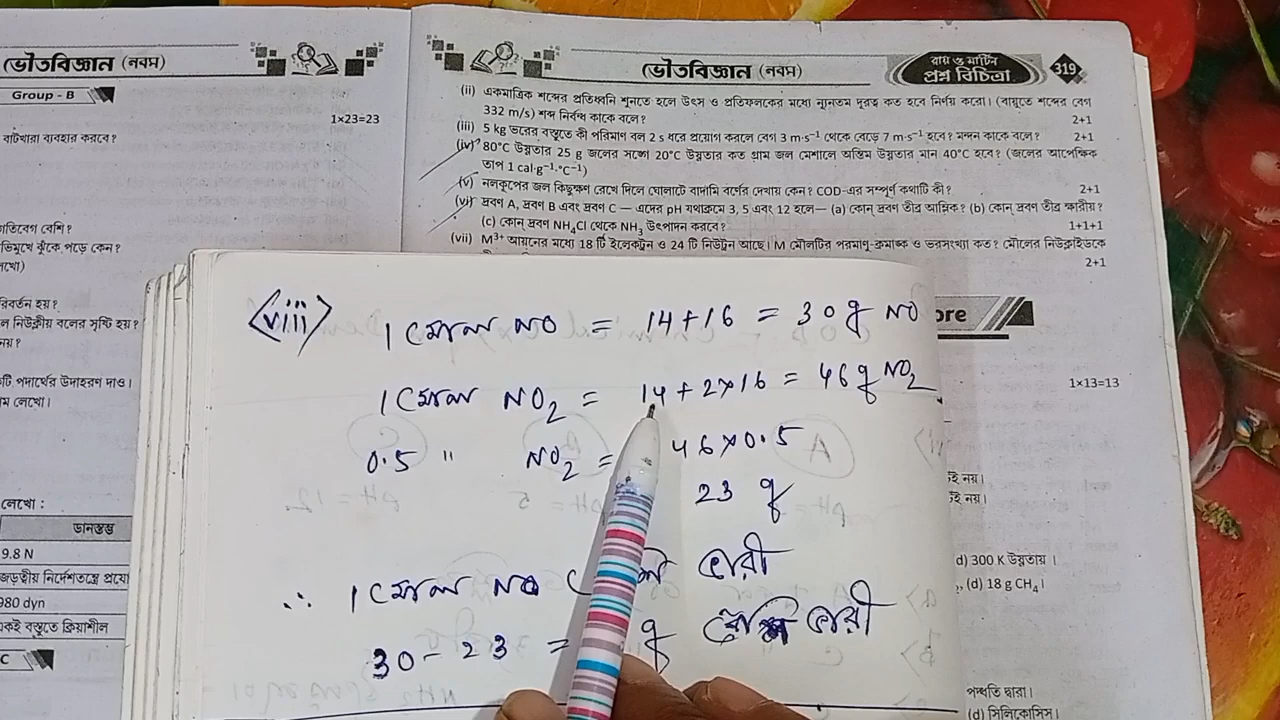 ভৌতবিজ্ঞান (নবম)
Group - B
1×23=23
বাটখারা ব্যবহার করবে?
গতিবেগ বেশি?
ভিমুখে ঝুঁকে পড়ে কেন?
লেখো)
রিবর্তন হয়?
ল নিউক্লীয় বলের সৃষ্টি হয়?
নয়?
টি পদার্থের উদাহরণ দাও।
ম লেখো।
লেখো :
ডানস্তম্ভ
9.8 N
জড়ত্বীয় নির্দেশতন্ত্রে প্রযো
980 dyn
একই বস্তুতে ক্রিয়াশীল
C
ভৌতবিজ্ঞান (নবম)
রায় ও মার্টিন
প্রশ্ন বিচিত্রা
319
(ii) একমাত্রিক শব্দের প্রতিধ্বনি শুনতে হলে উৎস ও প্রতিফলকের মধ্যে ন্যূনতম দূরত্ব কত হবে নির্ণয় করো। (বায়ুতে শব্দের বেগ
332 m/s) শব্দ নির্বন্ধ কাকে বলে? 2+1
(iii) 5 kg ভরের বস্তুতে কী পরিমাণ বল 2 s ধরে প্রয়োগ করলে বেগ 3 m·s⁻¹ থেকে বেড়ে 7 m·s⁻¹ হবে? মন্দন কাকে বলে? 2+1
(iv) 80°C উষ্ণতার 25 g জলের সঙ্গে 20°C উষ্ণতার কত গ্রাম জল মেশালে অন্তিম উষ্ণতার মান 40°C হবে? (জলের আপেক্ষিক
তাপ 1 cal·g⁻¹·°C⁻¹)
(v) নলকূপের জল কিছুক্ষণ রেখে দিলে ঘোলাটে বাদামি বর্ণের দেখায় কেন? COD-এর সম্পূর্ণ কথাটি কী? 2+1
(vi) দ্রবণ A, দ্রবণ B এবং দ্রবণ C — এদের pH যথাক্রমে 3, 5 এবং 12 হলে— (a) কোন্ দ্রবণ তীব্র আম্লিক? (b) কোন্ দ্রবণ তীব্র ক্ষারীয়?
(c) কোন্ দ্রবণ NH₄Cl থেকে NH₃ উৎপাদন করবে? 1+1+1
(vii) M³⁺ আয়নের মধ্যে 18 টি ইলেকট্রন ও 24 টি নিউট্রন আছে। M মৌলটির পরমাণু-ক্রমাঙ্ক ও ভরসংখ্যা কত? মৌলের নিউক্লাইডকে
2+1
<viii> 1 মোল NO = 14+16 = 30g NO
1 মোল NO₂ = 14+2×16 = 46g NO₂
0.5 " NO₂ = 46×0.5
23 g
∴ 1 মোল NO ভারী
30 - 23 = g বেশি ভারী
ore
1×13=13
ই নয়।
ই নয়।
d) 300 K উষ্ণতায়।
, (d) 18 g CH₄।
পদ্ধতি দ্বারা।
(d) সিলিকোসিস।